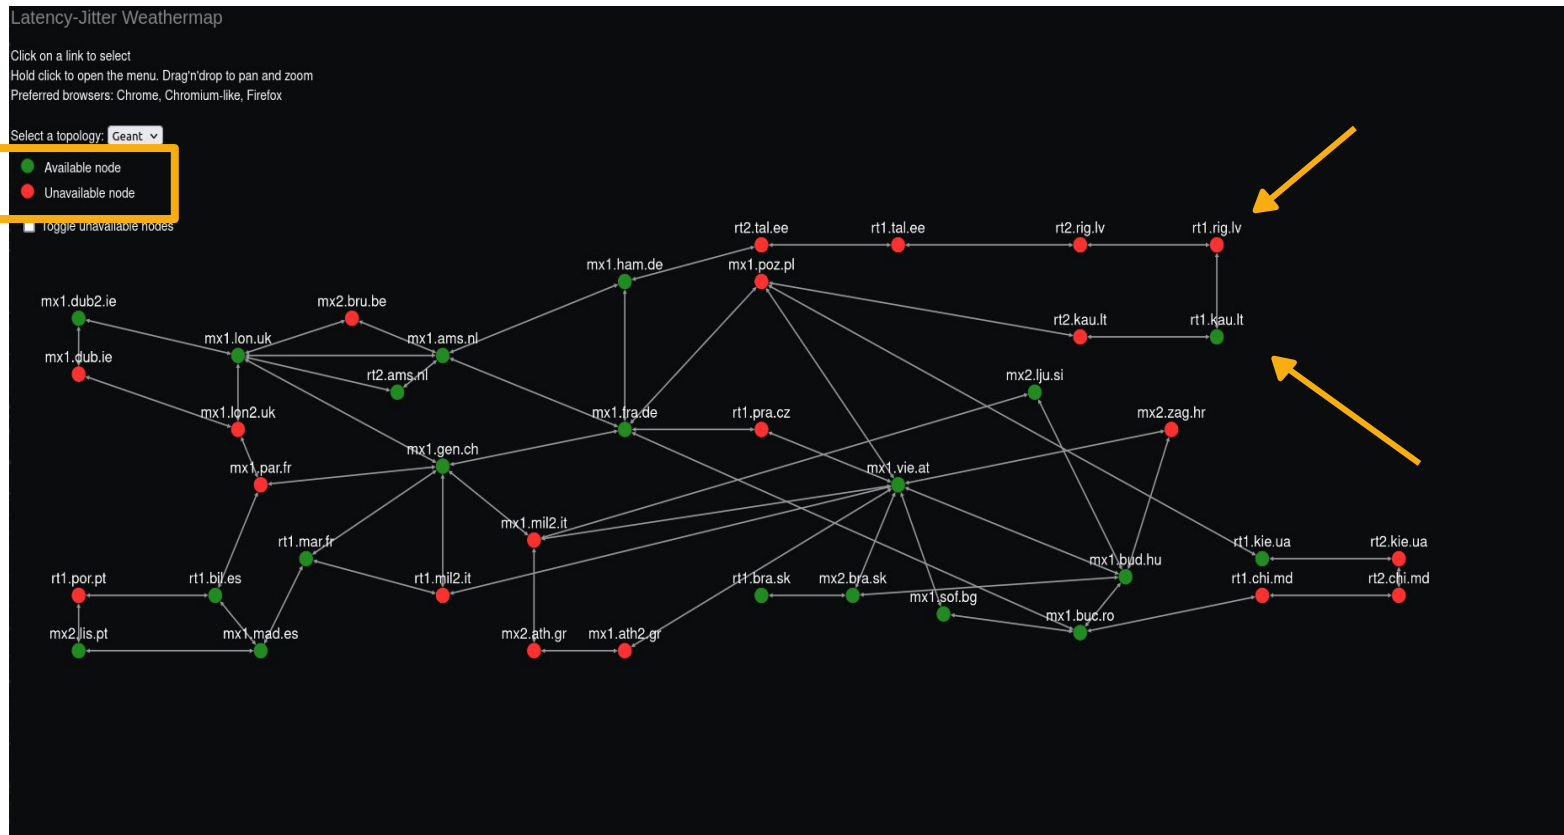 Latency-Jitter Weathermap
Click on a link to select
Hold click to open the menu. Drag'n'drop to pan and zoom
Preferred browsers: Chrome, Chromium-like, Firefox
Select a topology: Geant
Available node
Unavailable node
Toggle unavailable nodes
rt2.tal.ee
rt1.tal.ee
rt2.rig.lv
rt1.rig.lv
mx1.ham.de
mx1.poz.pl
mx1.dub2.ie
mx2.bru.be
rt2.kau.lt
rt1.kau.lt
mx1.lon.uk
mx1.ams.nl
mx1.dub.ie
rt2.ams.nl
mx2.lju.si
mx1.lon2.uk
mx1.fra.de
rt1.pra.cz
mx2.zag.hr
mx1.gen.ch
mx1.par.fr
mx1.vie.at
mx1.mil2.it
rt1.mar.fr
rt1.kie.ua
rt2.kie.ua
mx1.bud.hu
rt1.por.pt
rt1.bil.es
rt1.mil2.it
rt1.bra.sk
mx2.bra.sk
rt1.chi.md
rt2.chi.md
mx1.sof.bg
mx1.buc.ro
mx2.lis.pt
mx1.mad.es
mx2.ath.gr
mx1.ath2.gr